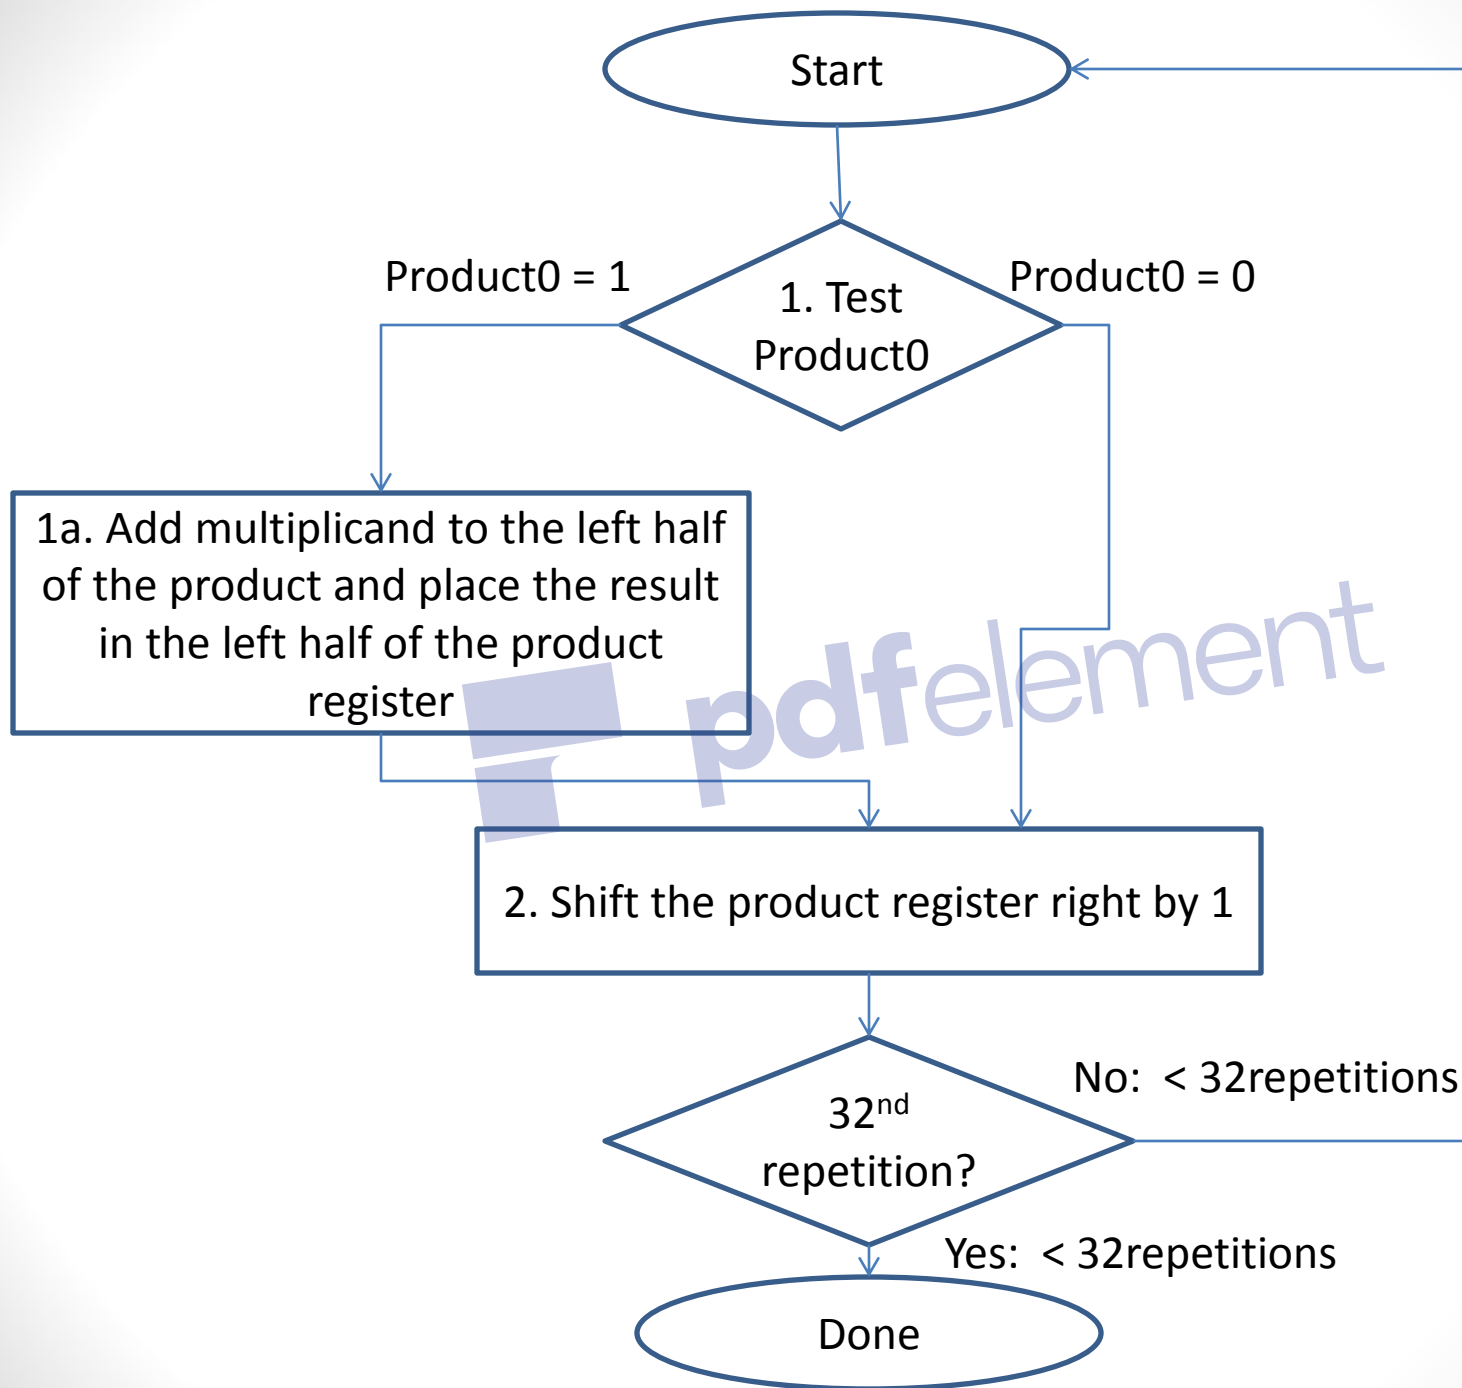 Start
Product0 = 1
Product0 = 0
1. Test
Product0
1a. Add multiplicand to the left half
of the product and place the result
in the left half of the product
register
pdfelement
2. Shift the product register right by 1
No:  < 32repetitions
32nd
repetition?
Yes:  < 32repetitions
Done